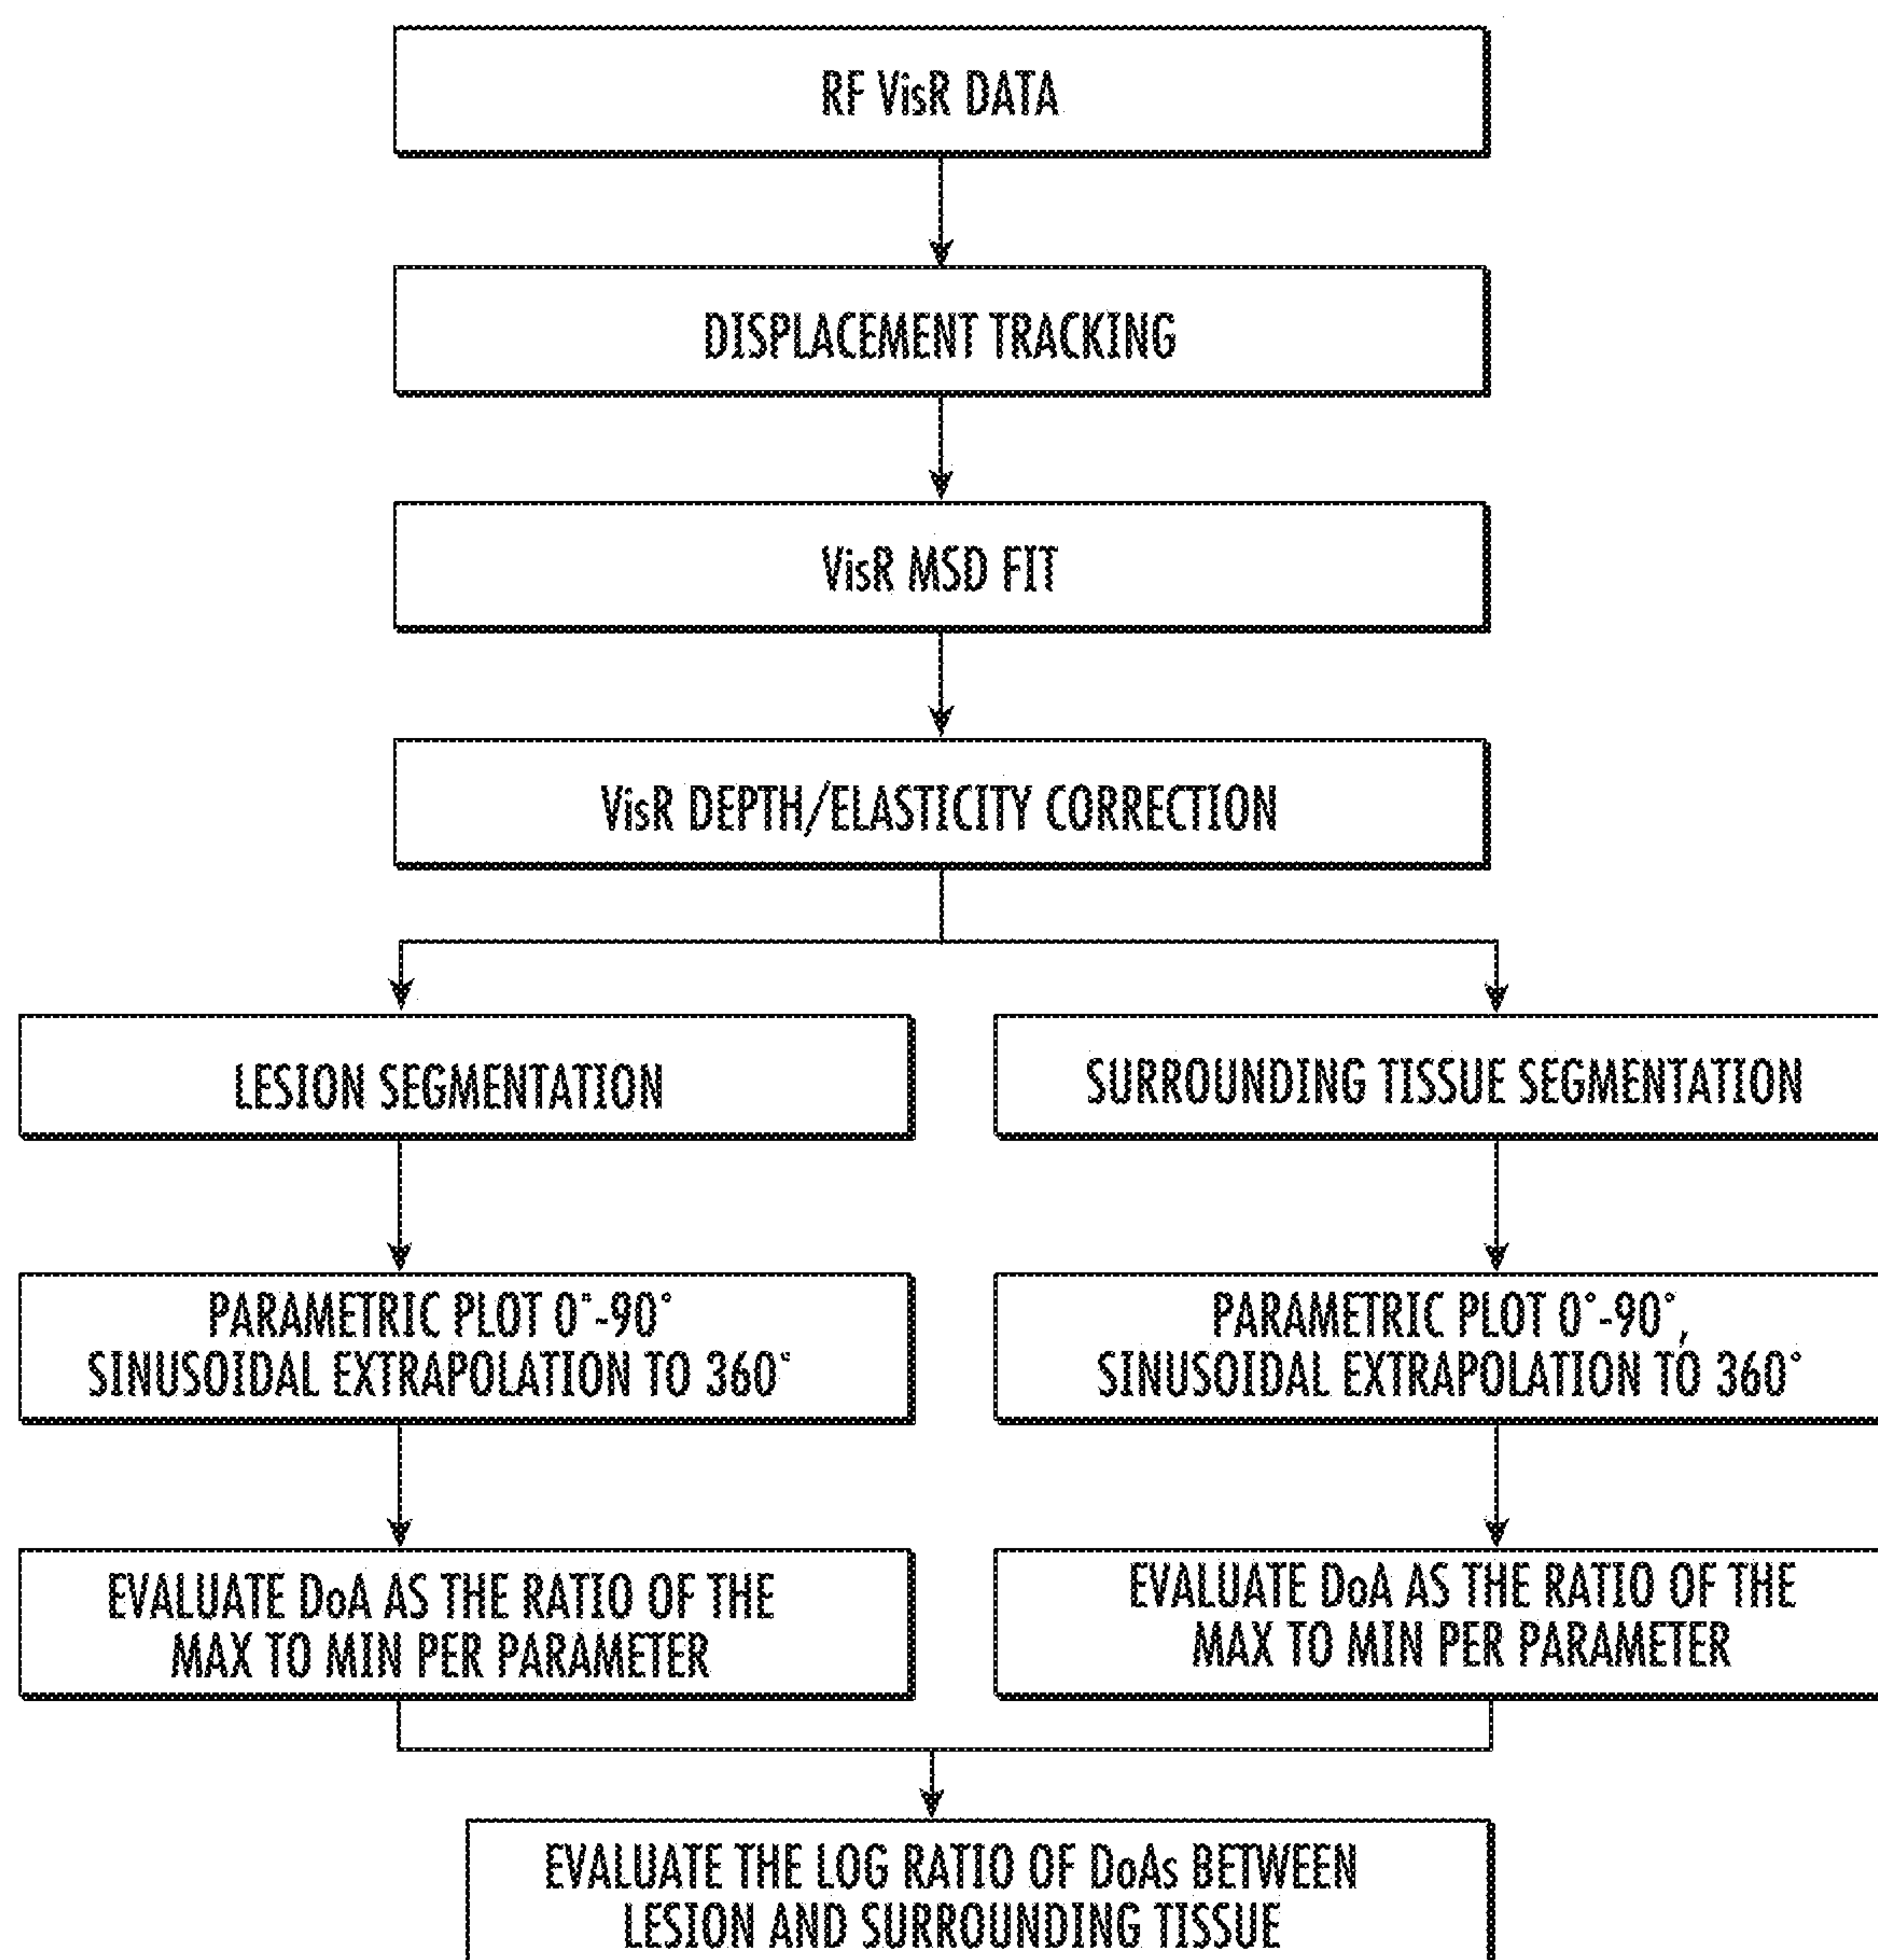 RF VisR DATA
DISPLACEMENT TRACKING
VisR MSD FIT
VisR DEPTH/ELASTICITY CORRECTION
LESION SEGMENTATION
SURROUNDING TISSUE SEGMENTATION
PARAMETRIC PLOT 0°-90°
SINUSOIDAL EXTRAPOLATION TO 360°
PARAMETRIC PLOT 0°-90°,
SINUSOIDAL EXTRAPOLATION TO 360°
EVALUATE DoA AS THE RATIO OF THE
MAX TO MIN PER PARAMETER
EVALUATE DoA AS THE RATIO OF THE
MAX TO MIN PER PARAMETER
EVALUATE THE LOG RATIO OF DoAs BETWEEN
LESION AND SURROUNDING TISSUE